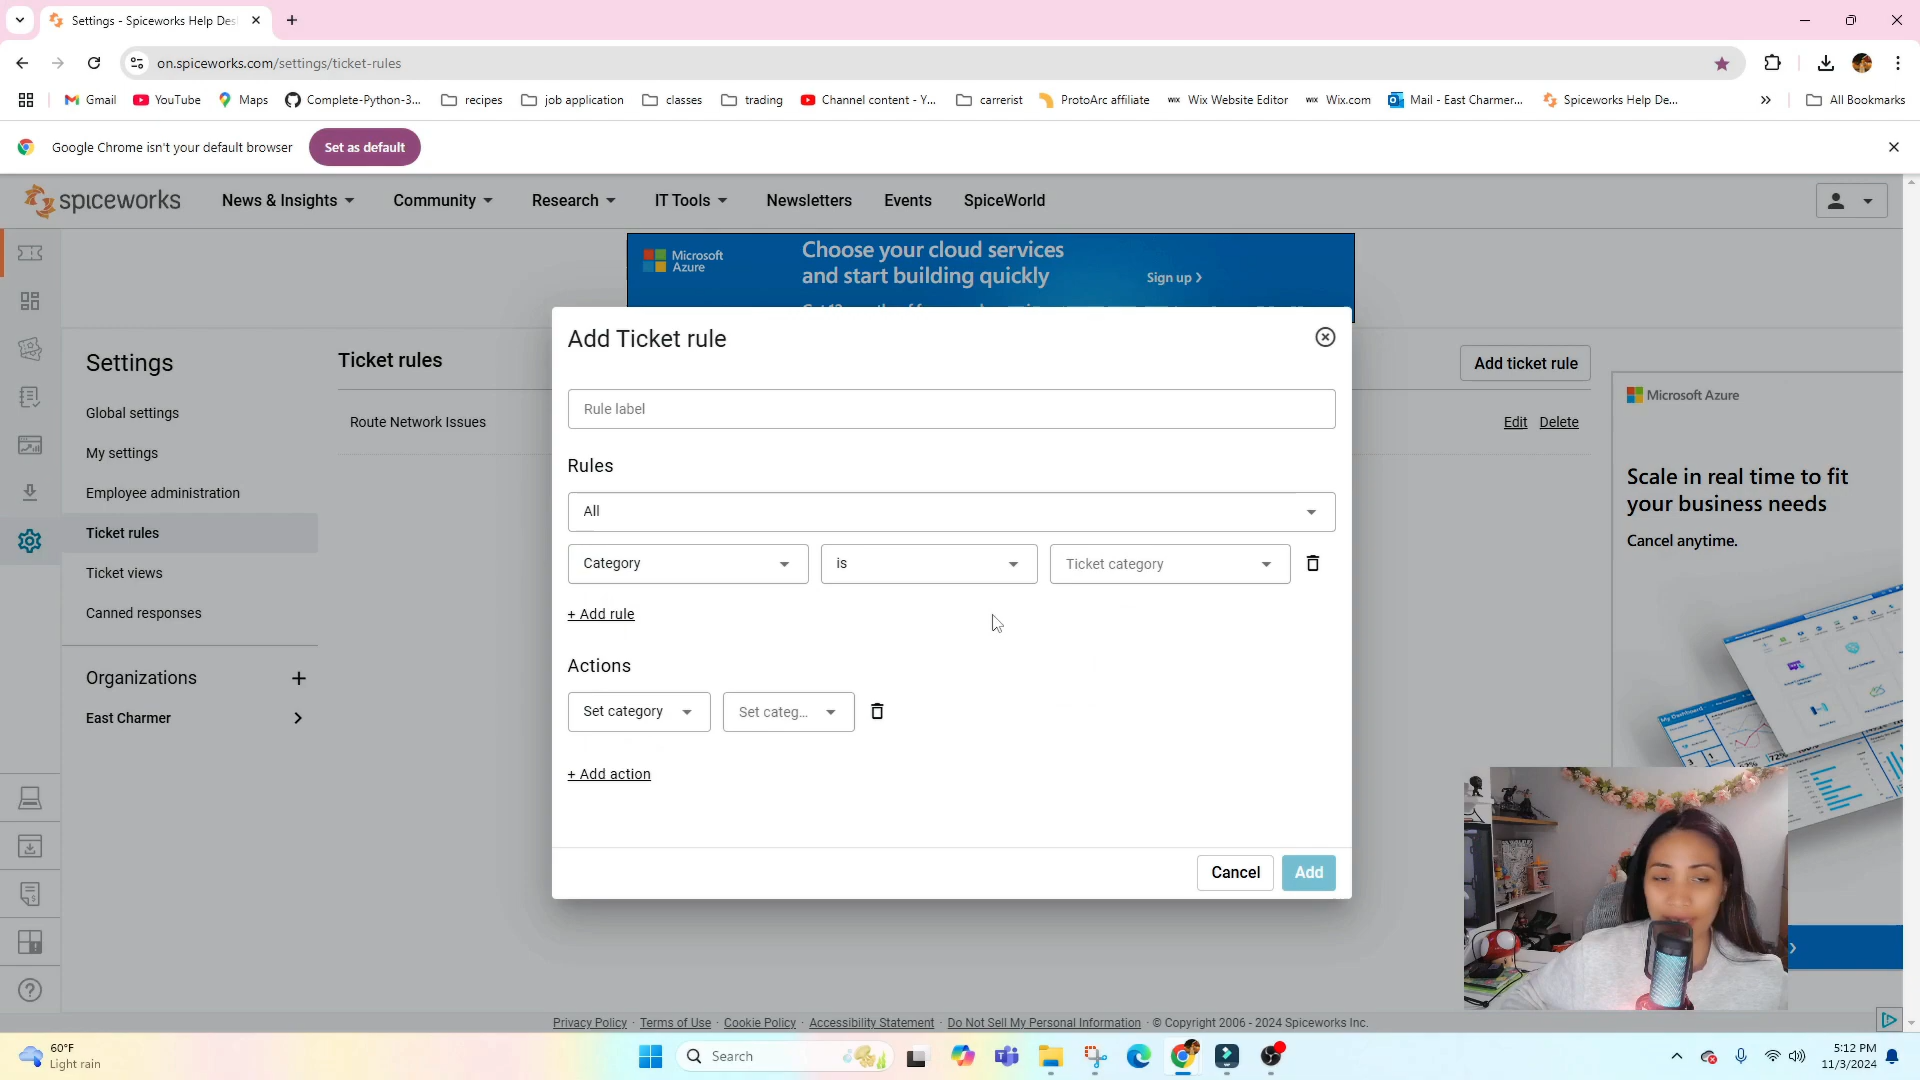 Settings - Spiceworks Help Des
on.spiceworks.com/settings/ticket-rules
Gmail
YouTube
Maps
Complete-Python-3...
recipes
job application
classes
trading
Channel content - Y...
carrerist
ProtoArc affiliate
Wix Website Editor
Wix.com
Mail - East Charmer...
Spiceworks Help De...
All Bookmarks
Google Chrome isn't your default browser
Set as default
spiceworks
News & Insights
Community
Research
IT Tools
Newsletters
Events
SpiceWorld
Microsoft
Azure
Choose your cloud services
and start building quickly
Sign up
Add Ticket rule
Settings
Ticket rules
Add ticket rule
Microsoft Azure
Rule label
Global settings
Route Network Issues
Edit
Delete
My settings
Rules
Scale in real time to fit
your business needs
Employee administration
All
Ticket rules
Cancel anytime.
Category
is
Ticket category
Ticket views
Canned responses
+ Add rule
Actions
Organizations
East Charmer
Set category
Set categ...
+ Add action
Cancel
Add
Privacy Policy · Terms of Use · Cookie Policy · Accessibility Statement · Do Not Sell My Personal Information · © Copyright 2006 - 2024 Spiceworks Inc.
60°F
Light rain
Search
5:12 PM
11/3/2024